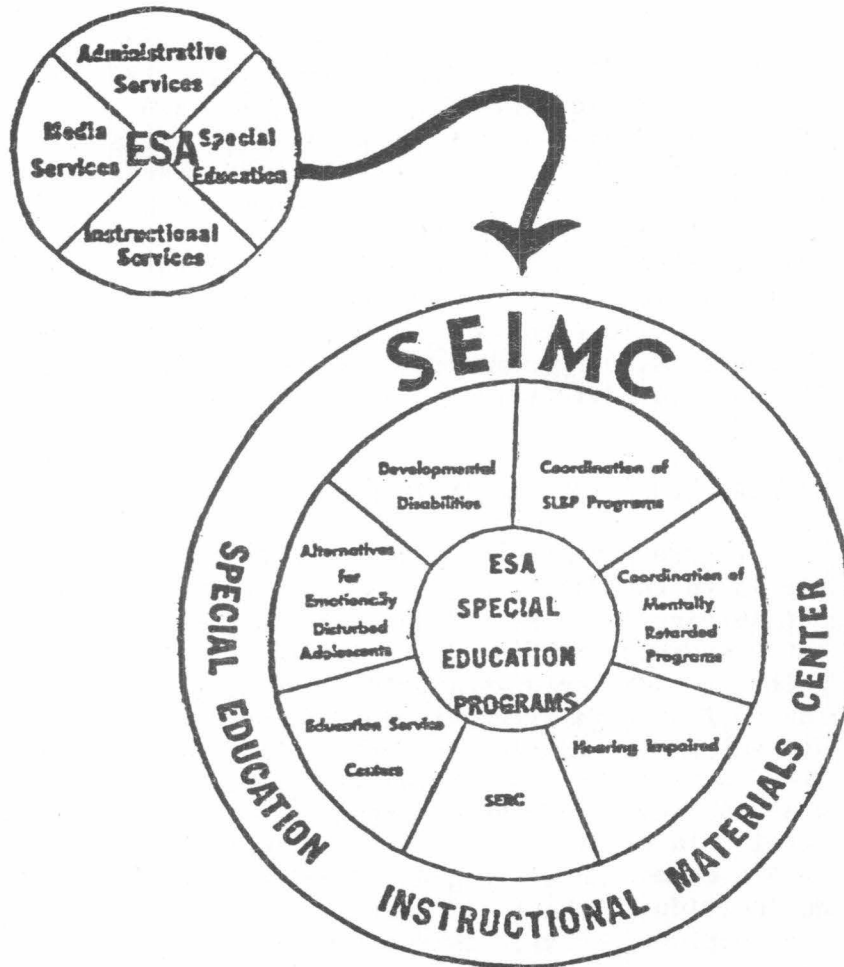 Administrative
Services
Media
Services
ESA
Special
Education
Instructional
Services
SEIMC
Developmental
Disabilities
Coordination of
SLBP Programs
Alternatives
for
Emotionally
Disturbed
Adolescents
ESA
SPECIAL
EDUCATION
PROGRAMS
Coordination of
Mentally
Retarded
Programs
Education Service
Centers
SERC
Hearing Impaired
SPECIAL EDUCATION INSTRUCTIONAL MATERIALS CENTER